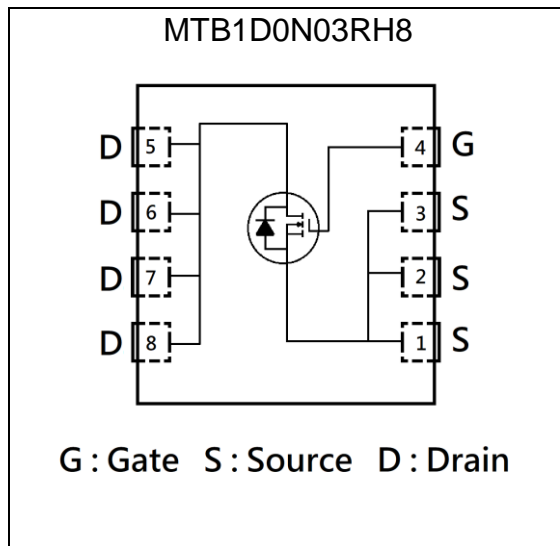 MTB1D0N03RH8
D 5 4 G
D 6 3 S
D 7 2 S
D 8 1 S
G : Gate S : Source D : Drain